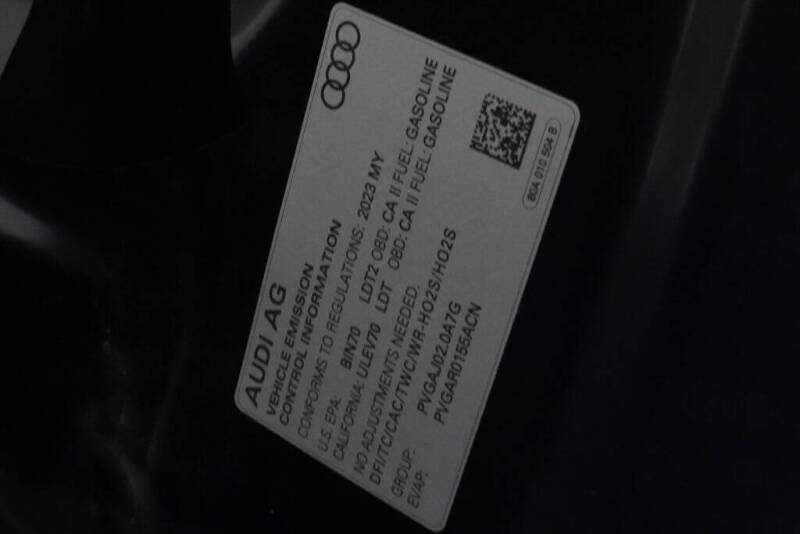 AUDI AG
VEHICLE EMISSION
CONTROL INFORMATION
CONFORMS TO REGULATIONS: 2023 MY
U.S. EPA: BIN70 LDT2 OBD: CA II FUEL: GASOLINE
CALIFORNIA: ULEV70 LDT OBD: CA II FUEL: GASOLINE
NO ADJUSTMENTS NEEDED.
DFI/TC/CAC/TWC/WR-HO2S/HO2S
GROUP: PVGAJ02.0A7G
EVAP: PVGAR0155ACN
80A 010 504 B